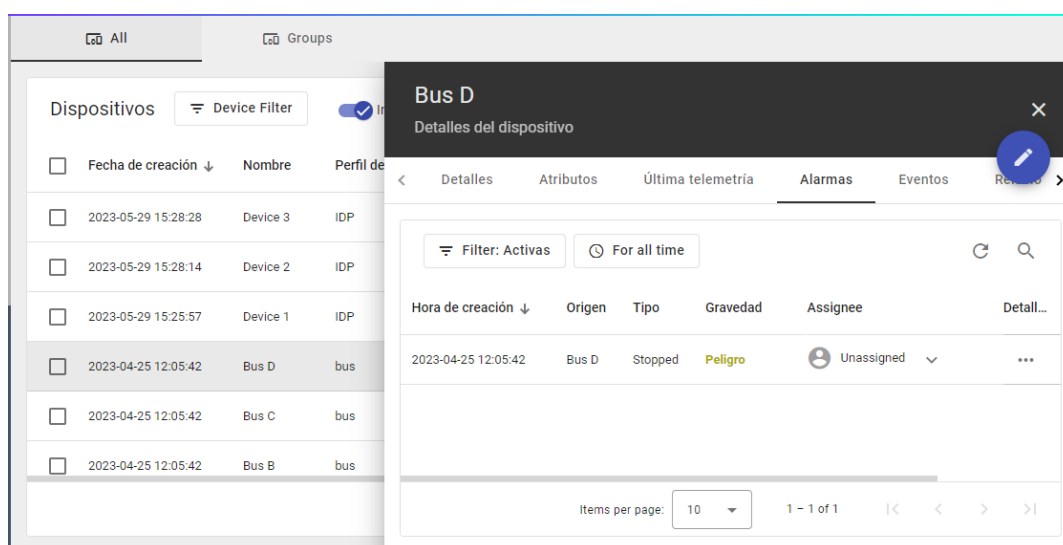 All Groups
Dispositivos Device Filter
Fecha de creación Nombre Perfil de
2023-05-29 15:28:28 Device 3 IDP
2023-05-29 15:28:14 Device 2 IDP
2023-05-29 15:25:57 Device 1 IDP
2023-04-25 12:05:42 Bus D bus
2023-04-25 12:05:42 Bus C bus
2023-04-25 12:05:42 Bus B bus
Bus D
Detalles del dispositivo
Detalles Atributos Última telemetría Alarmas Eventos
Filter: Activas For all time
Hora de creación Origen Tipo Gravedad Assignee Detall...
2023-04-25 12:05:42 Bus D Stopped Peligro Unassigned
Items per page: 10 1 – 1 of 1